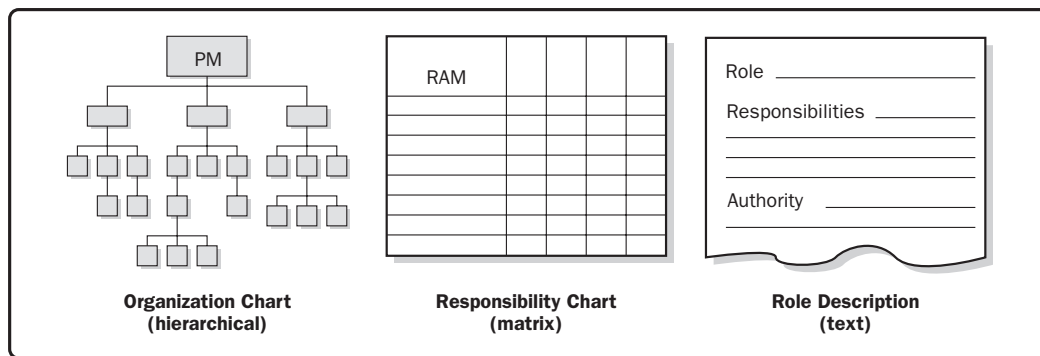 PM
Organization Chart
(hierarchical)
RAM
Responsibility Chart
(matrix)
Role
Responsibilities
Authority
Role Description
(text)